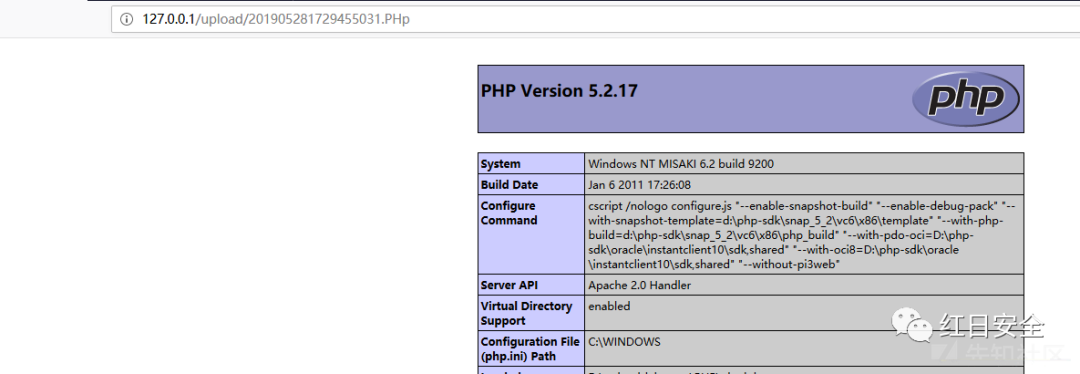 127.0.0.1/upload/201905281729455031.PHp
PHP Version 5.2.17
php
System
Windows NT MISAKI 6.2 build 9200
Build Date
Jan 6 2011 17:26:08
Configure
Command
cscript /nologo configure.js "--enable-snapshot-build" "--enable-debug-pack" "--
with-snapshot-template=d:\php-sdk\snap_5_2\vc6\x86\template" "--with-php-
build=d:\php-sdk\snap_5_2\vc6\x86\php_build" "--with-pdo-oci=D:\php-
sdk\oracle\instantclient10\sdk,shared" "--with-oci8=D:\php-sdk\oracle
\instantclient10\sdk,shared" "--without-pi3web"
Server API
Apache 2.0 Handler
Virtual Directory
Support
enabled
Configuration File
(php.ini) Path
C:\WINDOWS
红目安全